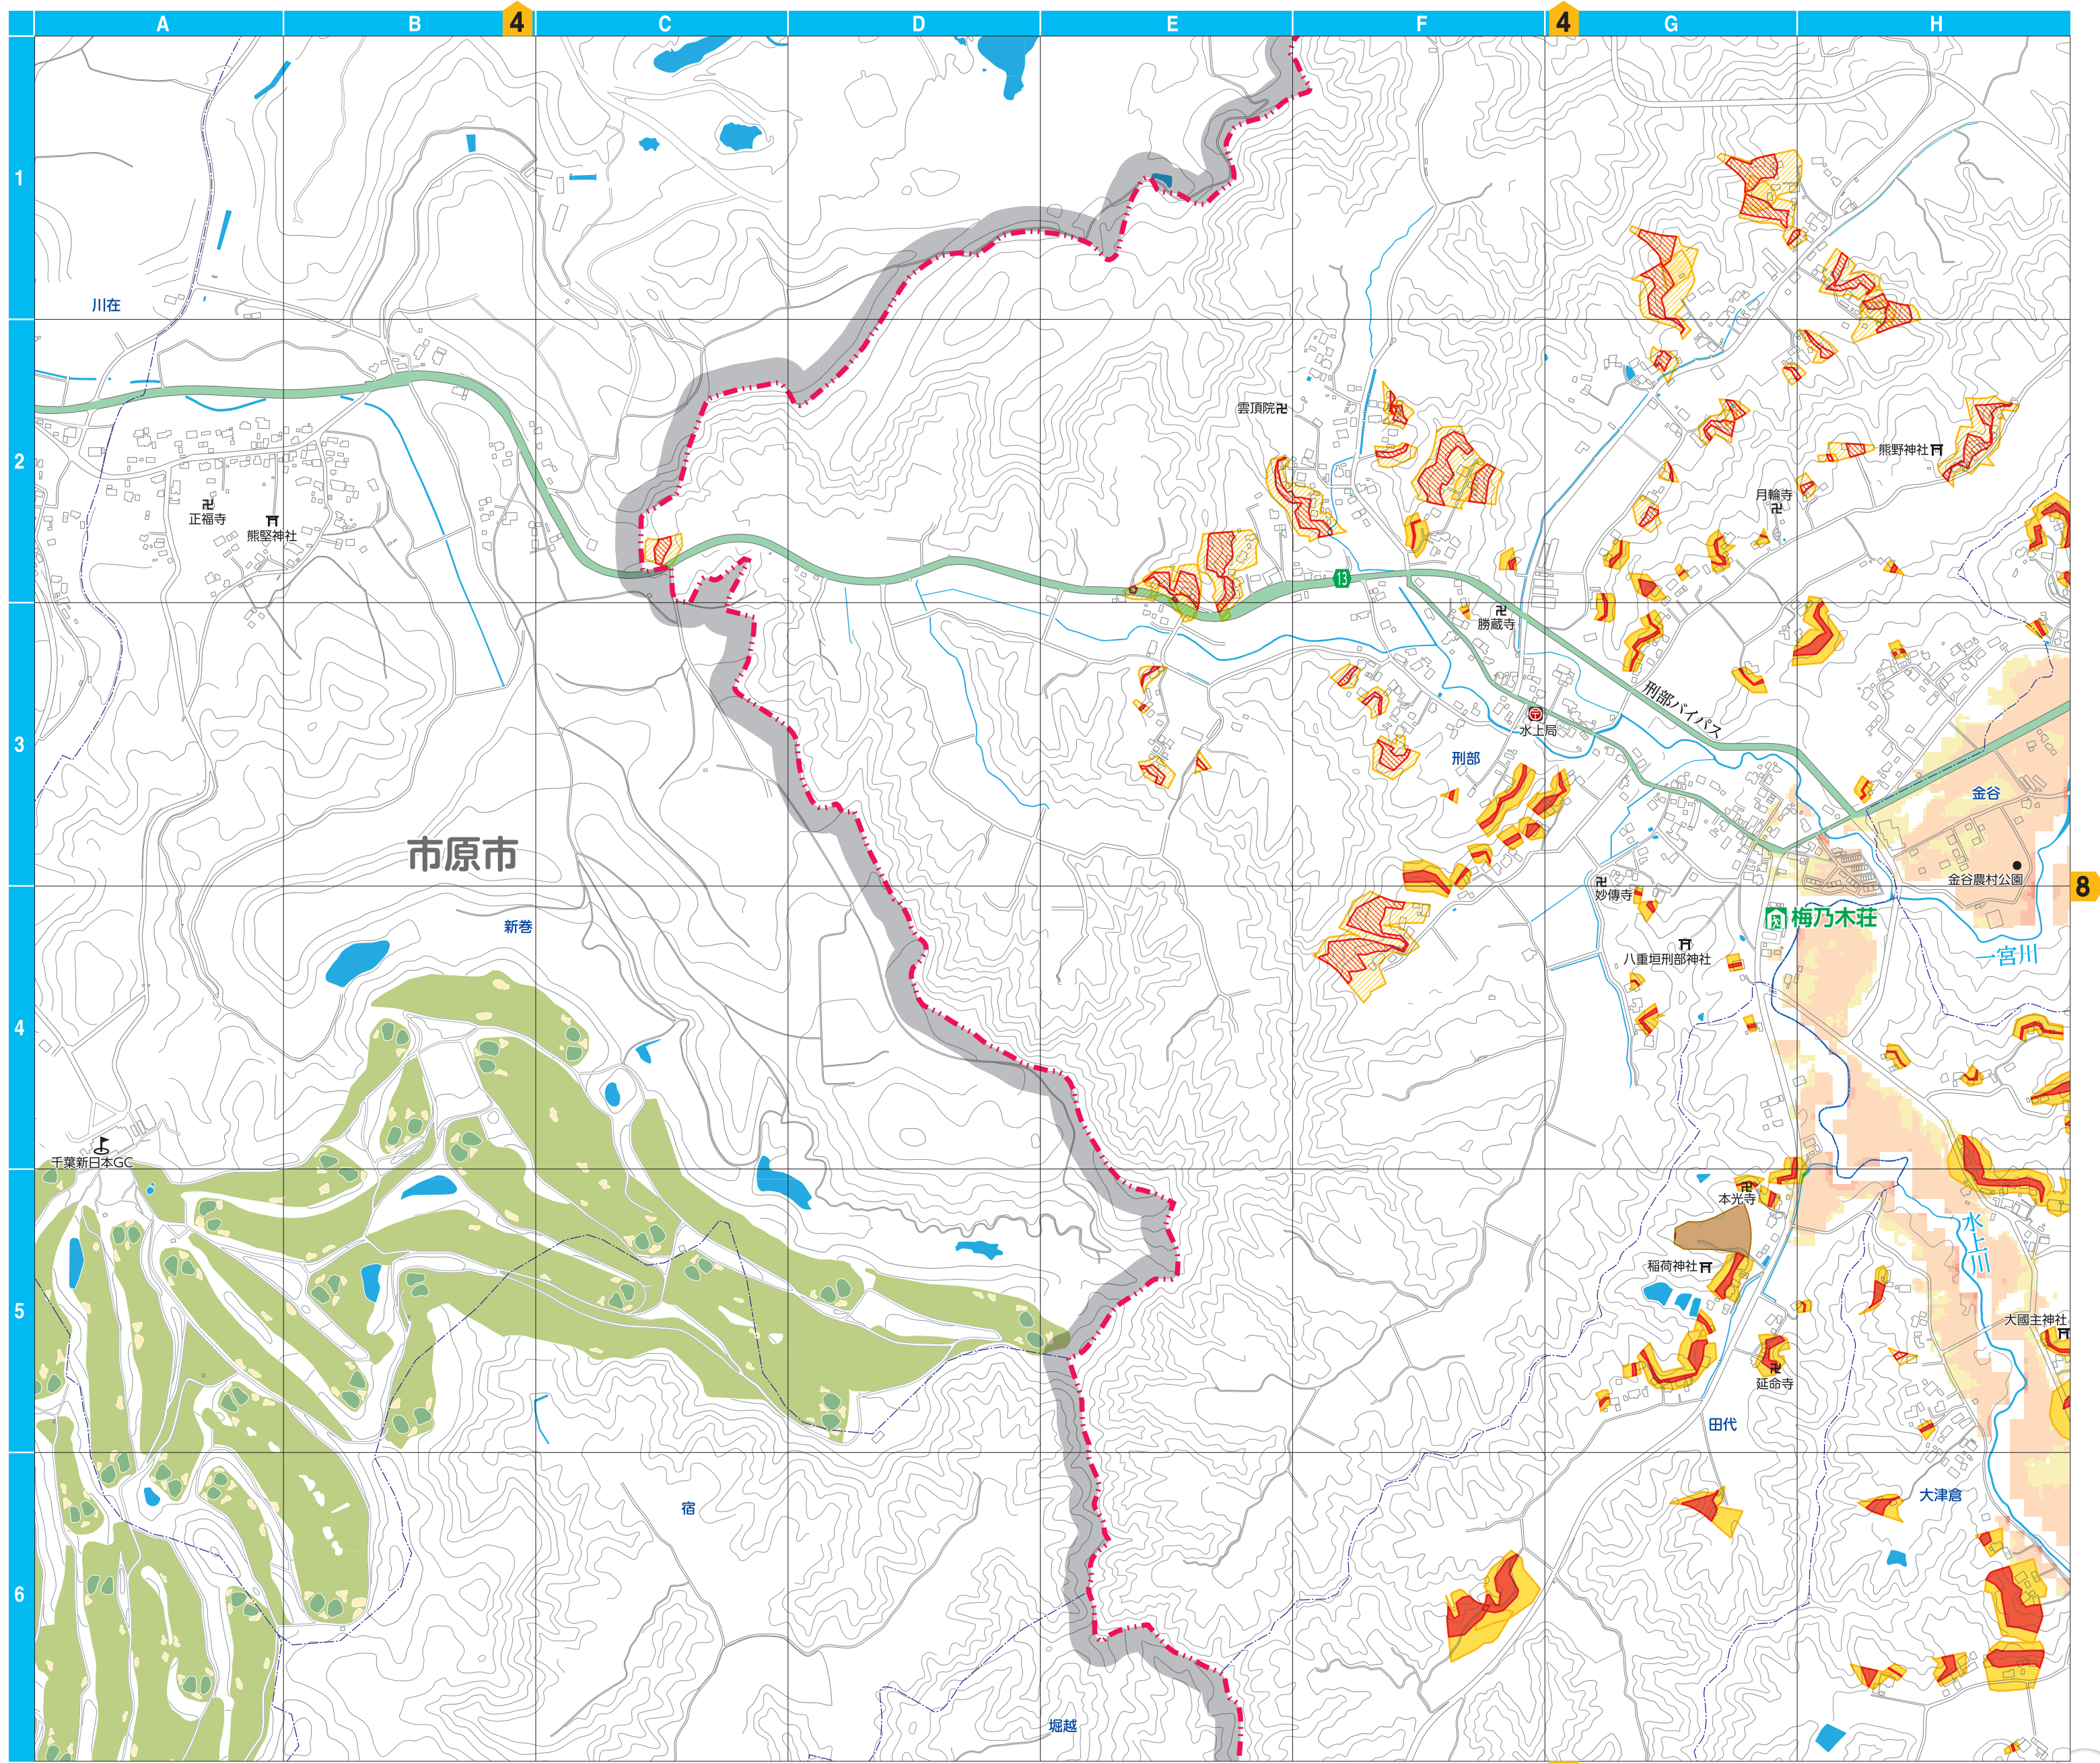 A B 4 C D E F 4 G H
1
川在
2
雲頂院
熊野神社
月輪寺
正福寺
熊堅神社
13
勝蔵寺
刑部バイパス
3
水上局
刑部
金谷
市原市
金谷農村公園
8
妙傳寺
梅乃木荘
新巻
八重垣刑部神社
一宮川
4
千葉新日本GC
本光寺
水上川
稲荷神社
5
大國主神社
延命寺
田代
宿
大津倉
6
堀越